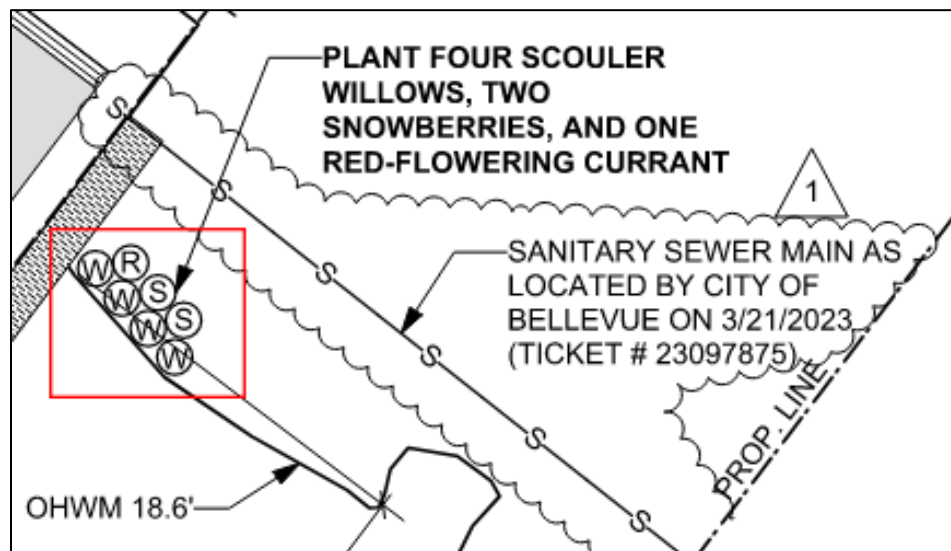 PLANT FOUR SCOULER
WILLOWS, TWO
SNOWBERRIES, AND ONE
RED-FLOWERING CURRANT
1
S
S
SANITARY SEWER MAIN AS
LOCATED BY CITY OF
BELLEVUE ON 3/21/2023
(TICKET # 23097875)
W R
W S
W S
W
S
S
PROP. LINE
S
OHWM 18.6'
S